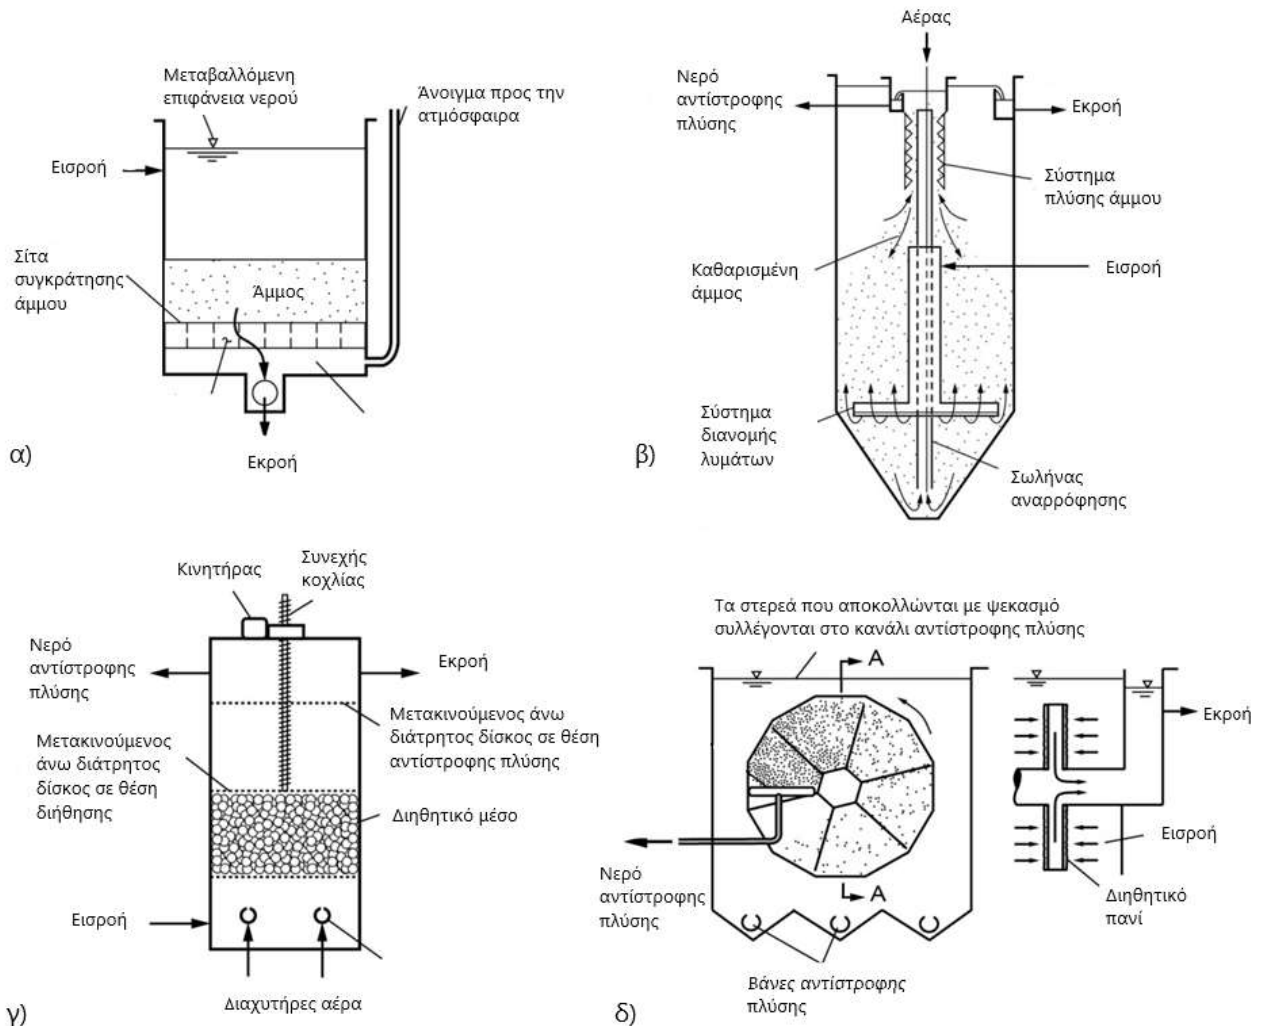 Μεταβαλλόμενη
επιφάνεια νερού
Άνοιγμα προς την
ατμόσφαιρα
Εισροή
Σίτα
συγκράτησης
άμμου
Άμμος
Εκροή
α)
Αέρας
Νερό
αντίστροφης
πλύσης
Εκροή
Σύστημα
πλύσης άμμου
Καθαρισμένη
άμμος
Εισροή
Σύστημα
διανομής
λυμάτων
Σωλήνας
αναρρόφησης
β)
Κινητήρας
Συνεχής
κοχλίας
Νερό
αντίστροφης
πλύσης
Εκροή
Μετακινούμενος άνω
διάτρητος δίσκος σε θέση
αντίστροφης πλύσης
Μετακινούμενος
άνω διάτρητος
δίσκος σε θέση
διήθησης
Διηθητικό μέσο
Εισροή
Διαχυτήρες αέρα
γ)
Τα στερεά που αποκολλώνται με ψεκασμό
συλλέγονται στο κανάλι αντίστροφης πλύσης
A
Εκροή
Εισροή
Νερό
αντίστροφης
πλύσης
A
Διηθητικό
πανί
Βάνες αντίστροφης
πλύσης
δ)